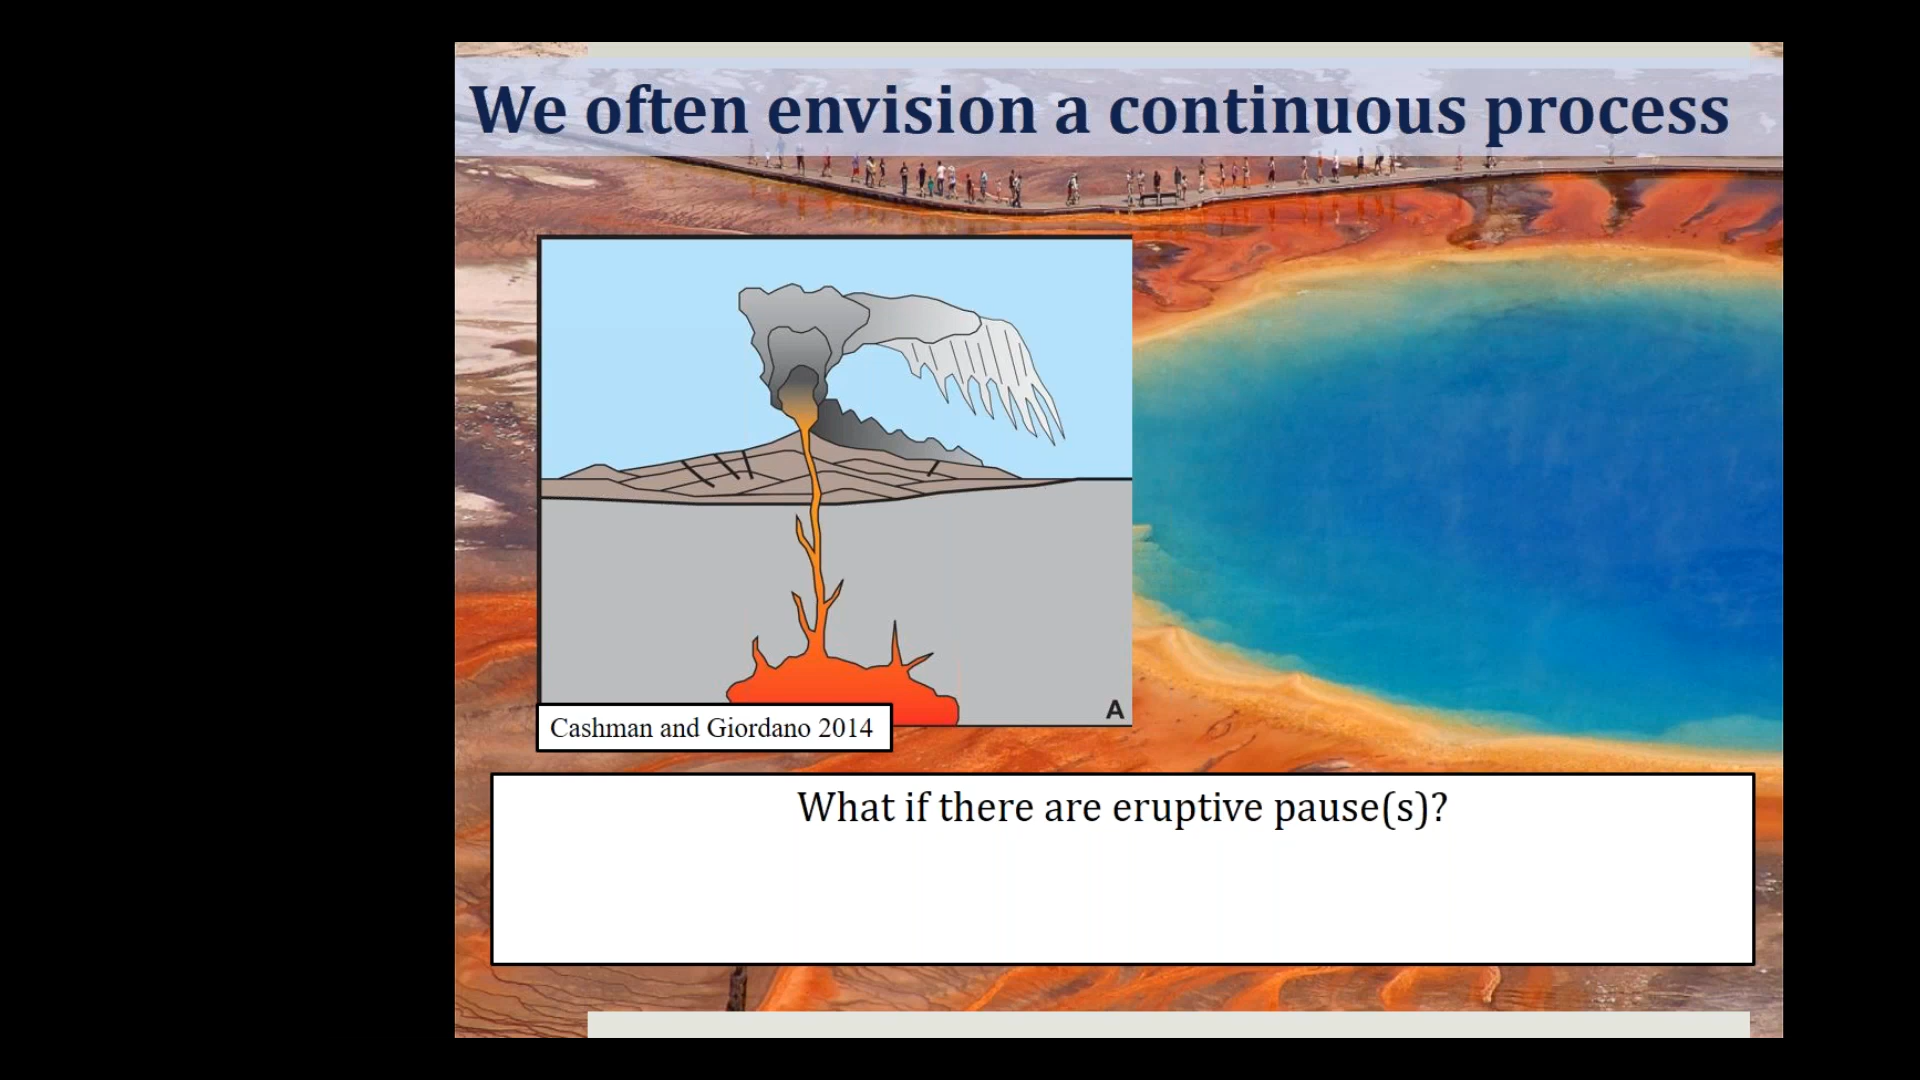 We often envision a continuous process
A
Cashman and Giordano 2014
What if there are eruptive pause(s)?